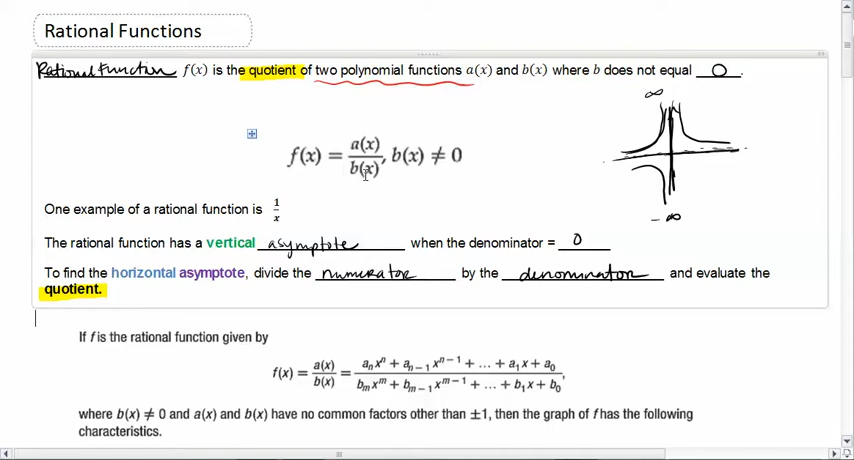 Rational Functions
Rational Function f(x) is the quotient of two polynomial functions a(x) and b(x) where b does not equal 0.
∞
f(x) = a(x)/b(x), b(x) ≠ 0
One example of a rational function is 1/x
-∞
The rational function has a vertical asymptote when the denominator = 0
To find the horizontal asymptote, divide the numerator by the denominator and evaluate the
quotient.
If f is the rational function given by
f(x) = a(x)/b(x) = (aₙxⁿ + aₙ₋₁xⁿ⁻¹ + ... + a₁x + a₀)/(bₘxᵐ + bₘ₋₁xᵐ⁻¹ + ... + b₁x + b₀),
where b(x) ≠ 0 and a(x) and b(x) have no common factors other than ±1, then the graph of f has the following
characteristics.